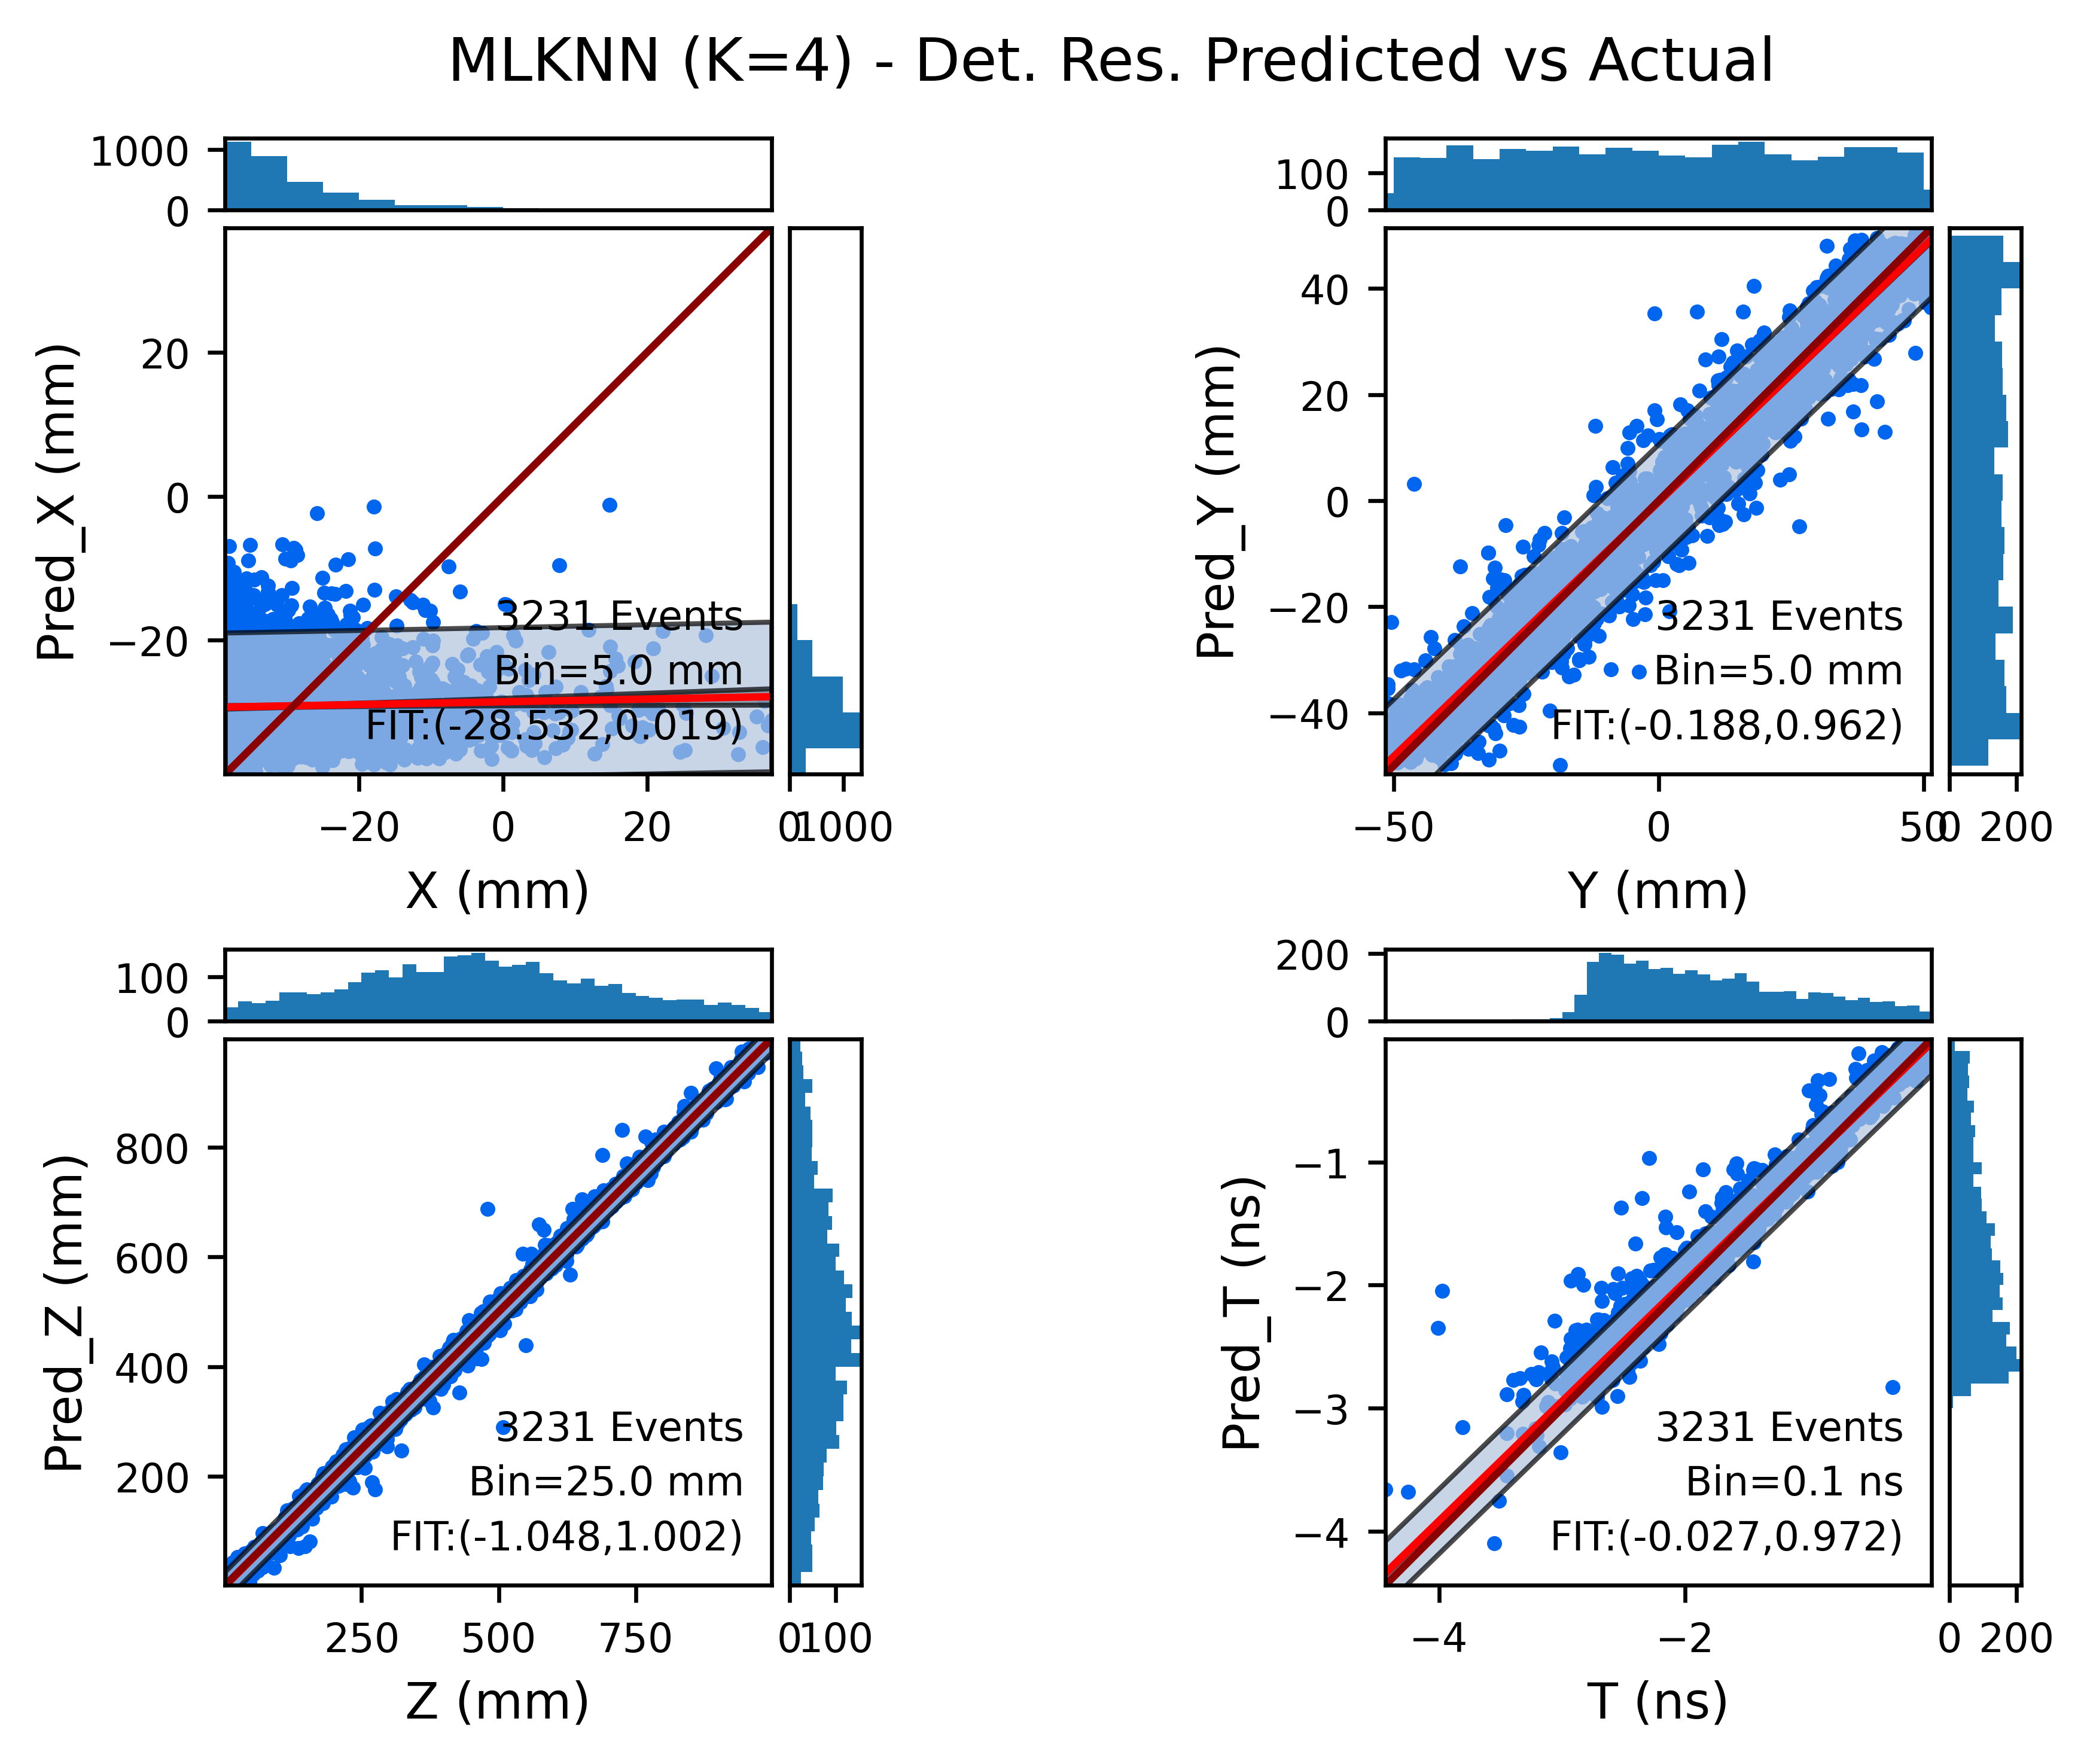 MLKNN (K=4) - Det. Res. Predicted vs Actual
1000
0
Pred_X (mm)
20
0
−20
3231 Events
Bin=5.0 mm
FIT:(-28.532,0.019)
−20 0 20
0 1000
X (mm)
100
0
Pred_Y (mm)
40
20
0
−20
−40
3231 Events
Bin=5.0 mm
FIT:(-0.188,0.962)
−50 0 50
0 200
Y (mm)
100
0
Pred_Z (mm)
800
600
400
200
3231 Events
Bin=25.0 mm
FIT:(-1.048,1.002)
250 500 750
0 100
Z (mm)
200
0
Pred_T (ns)
−1
−2
−3
−4
3231 Events
Bin=0.1 ns
FIT:(-0.027,0.972)
−4 −2
0 200
T (ns)